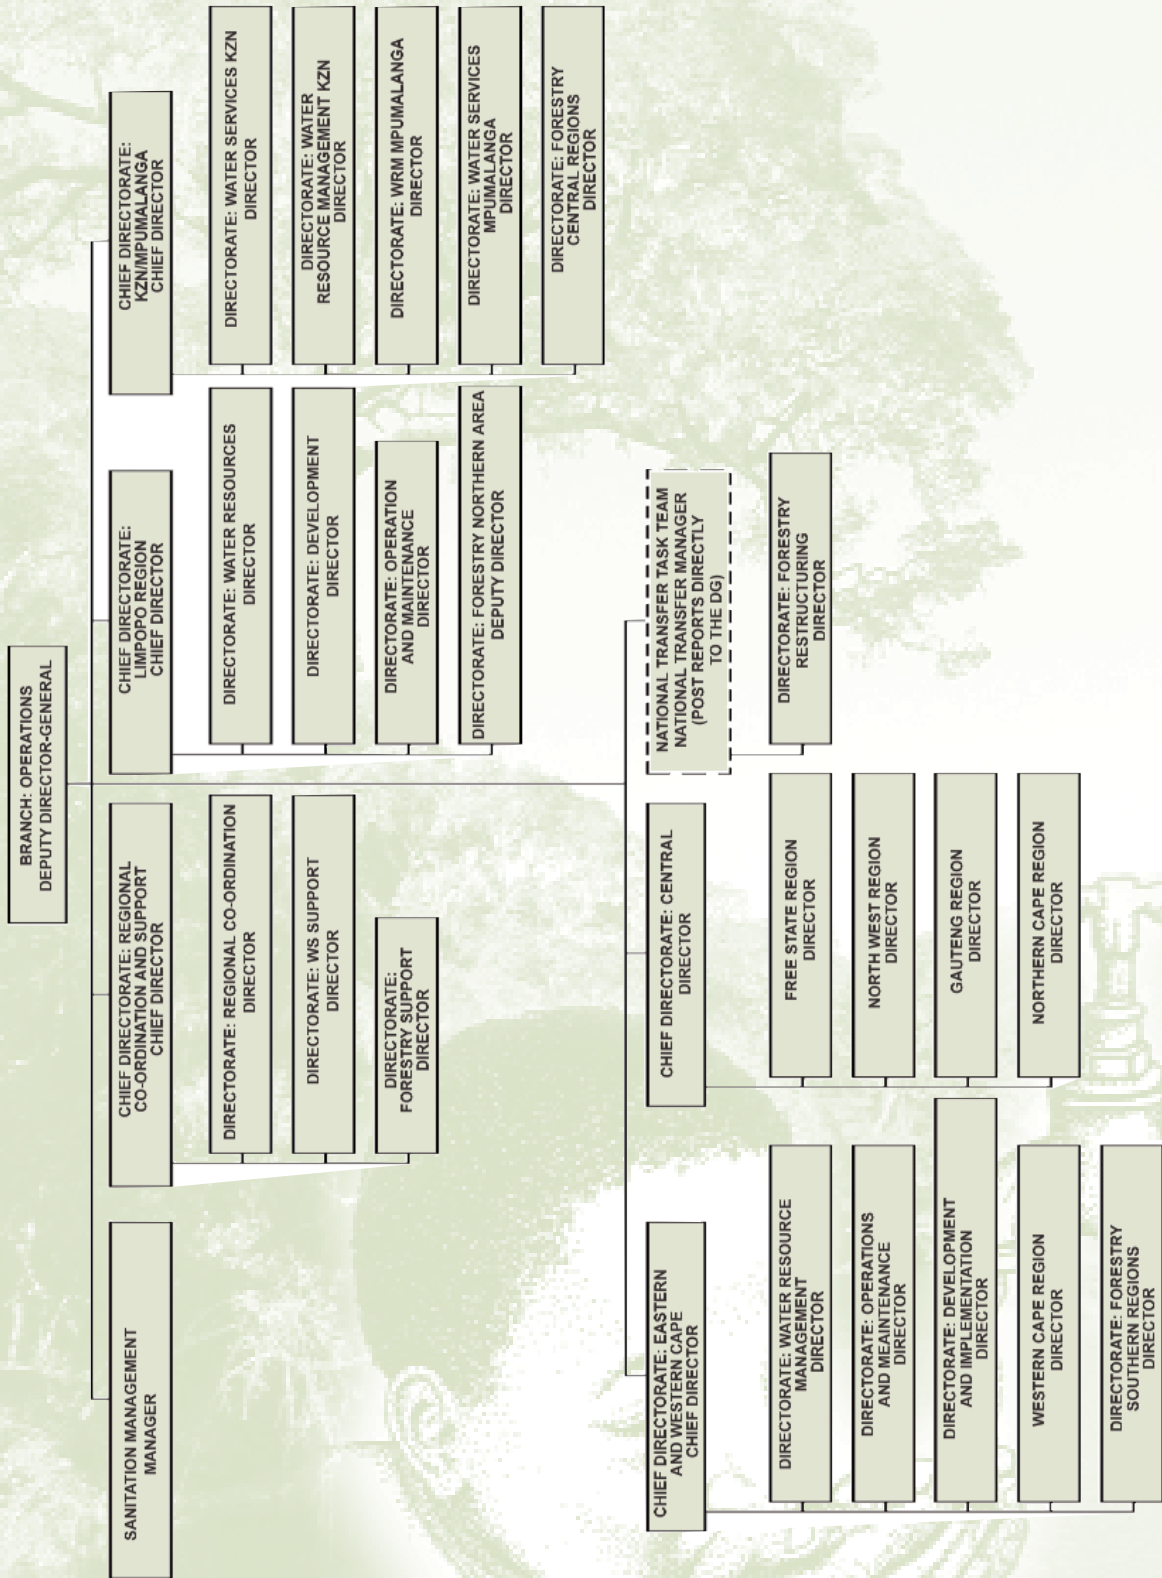 BRANCH: OPERATIONS
DEPUTY DIRECTOR-GENERAL
SANITATION MANAGEMENT
MANAGER
CHIEF DIRECTORATE: REGIONAL
CO-ORDINATION AND SUPPORT
CHIEF DIRECTOR
DIRECTORATE: REGIONAL CO-ORDINATION
DIRECTOR
DIRECTORATE: WS SUPPORT
DIRECTOR
DIRECTORATE:
FORESTRY SUPPORT
DIRECTOR
CHIEF DIRECTORATE:
LIMPOPO REGION
CHIEF DIRECTOR
DIRECTORATE: WATER RESOURCES
DIRECTOR
DIRECTORATE: DEVELOPMENT
DIRECTOR
DIRECTORATE: OPERATION
AND MAINTENANCE
DIRECTOR
DIRECTORATE: FORESTRY NORTHERN AREA
DEPUTY DIRECTOR
CHIEF DIRECTORATE:
KZN/MPUMALANGA
CHIEF DIRECTOR
DIRECTORATE: WATER SERVICES KZN
DIRECTOR
DIRECTORATE: WATER
RESOURCE MANAGEMENT KZN
DIRECTOR
DIRECTORATE: WRM MPUMALANGA
DIRECTOR
DIRECTORATE: WATER SERVICES
MPUMALANGA
DIRECTOR
DIRECTORATE: FORESTRY
CENTRAL REGIONS
DIRECTOR
CHIEF DIRECTORATE: EASTERN
AND WESTERN CAPE
CHIEF DIRECTOR
DIRECTORATE: WATER RESOURCE
MANAGEMENT
DIRECTOR
DIRECTORATE: OPERATIONS
AND MEAINTENANCE
DIRECTOR
DIRECTORATE: DEVELOPMENT
AND IMPLEMENTATION
DIRECTOR
WESTERN CAPE REGION
DIRECTOR
DIRECTORATE: FORESTRY
SOUTHERN REGIONS
DIRECTOR
CHIEF DIRECTORATE: CENTRAL
DIRECTOR
FREE STATE REGION
DIRECTOR
NORTH WEST REGION
DIRECTOR
GAUTENG REGION
DIRECTOR
NORTHERN CAPE REGION
DIRECTOR
NATIONAL TRANSFER TASK TEAM
NATIONAL TRANSFER MANAGER
(POST REPORTS DIRECTLY
TO THE DG)
DIRECTORATE: FORESTRY
RESTRUCTURING
DIRECTOR